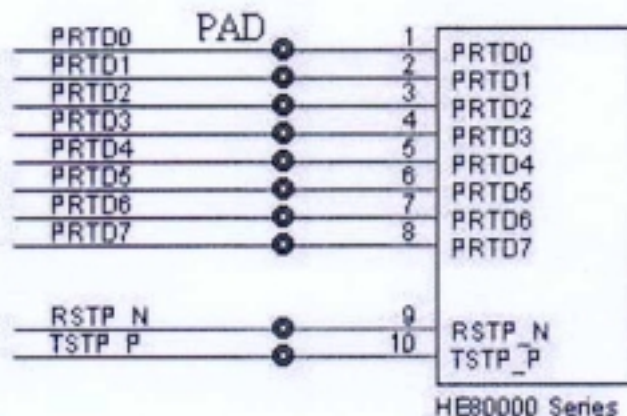 PAD
PRTD0 1 PRTD0
PRTD1 2 PRTD1
PRTD2 3 PRTD2
PRTD3 4 PRTD3
PRTD4 5 PRTD4
PRTD5 6 PRTD5
PRTD6 7 PRTD6
PRTD7 8 PRTD7
RSTP_N 9 RSTP_N
TSTP_P 10 TSTP_P
HE80000 Series